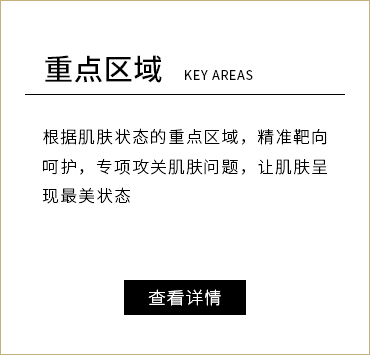 重点区域 KEY AREAS
根据肌肤状态的重点区域，精准靶向
呵护，专项攻关肌肤问题，让肌肤呈
现最美状态
查看详情